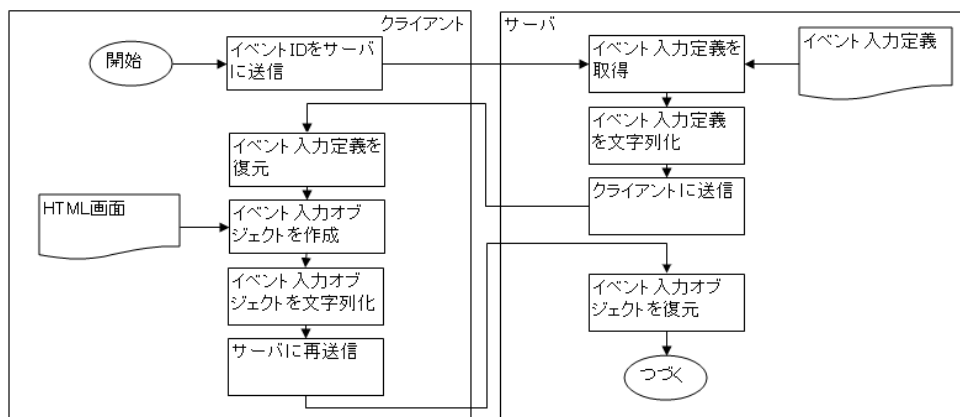 クライアント
サーバ
開始
イベントIDをサーバ
に送信
イベント入力定義を
取得
イベント入力定義
イベント入力定義
を文字列化
クライアントに送信
イベント入力定義を
復元
HTML画面
イベント入力オブ
ジェクトを作成
イベント入力オブ
ジェクトを文字列化
サーバに再送信
イベント入力オブ
ジェクトを復元
つづく